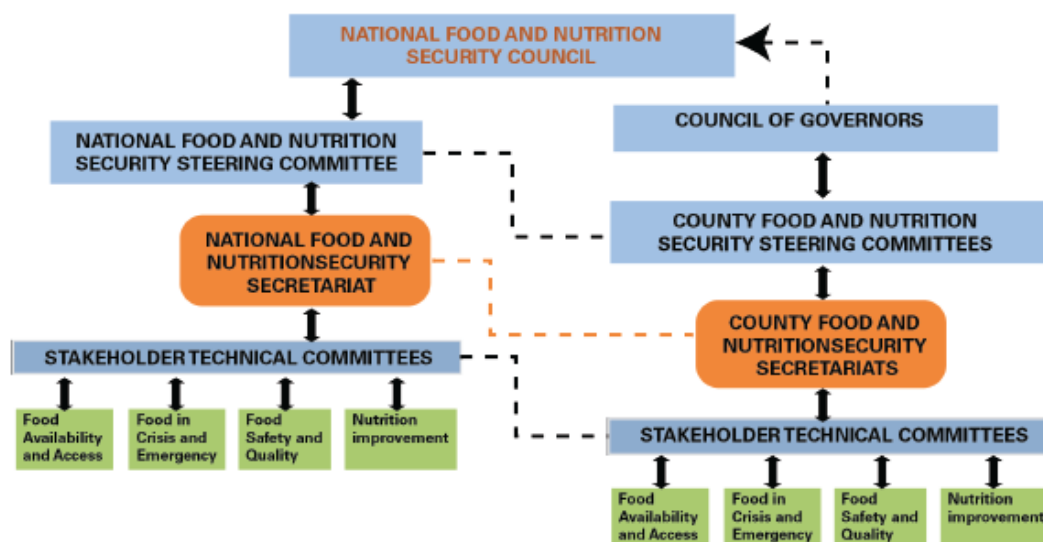 NATIONAL FOOD AND NUTRITION
SECURITY COUNCIL
NATIONAL FOOD AND NUTRITION
SECURITY STEERING COMMITTEE
COUNCIL OF GOVERNORS
NATIONAL FOOD AND
NUTRITIONSECURITY
SECRETARIAT
COUNTY FOOD AND NUTRITION
SECURITY STEERING COMMITTEES
STAKEHOLDER TECHNICAL COMMITTEES
COUNTY FOOD AND
NUTRITIONSECURITY
SECRETARIATS
Food
Availability
and Access
Food in
Crisis and
Emergency
Food
Safety and
Quality
Nutrition
improvement
STAKEHOLDER TECHNICAL COMMITTEES
Food
Availability
and Access
Food in
Crisis and
Emergency
Food
Safety and
Quality
Nutrition
improvement